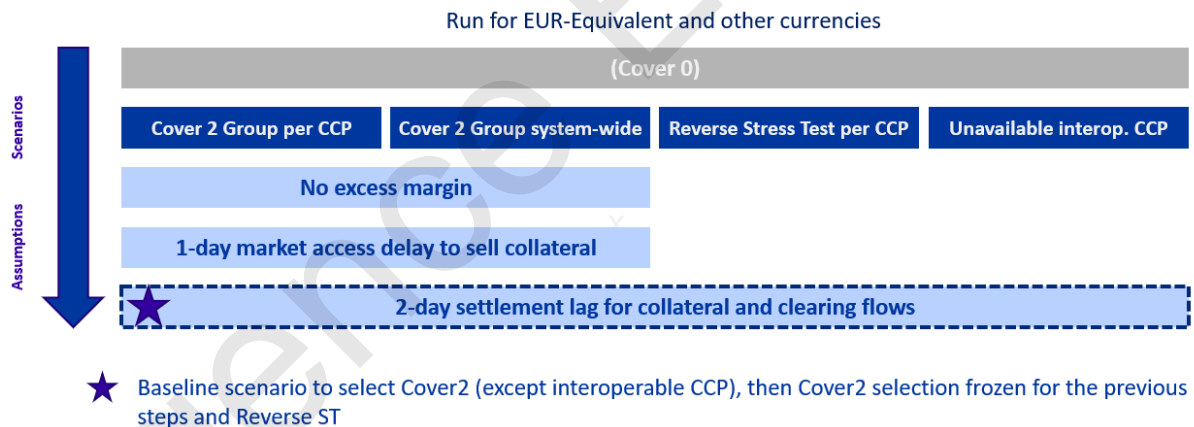 Run for EUR-Equivalent and other currencies
(Cover 0)
Scenarios
Cover 2 Group per CCP
Cover 2 Group system-wide
Reverse Stress Test per CCP
Unavailable interop. CCP
No excess margin
Assumptions
1-day market access delay to sell collateral
2-day settlement lag for collateral and clearing flows
Baseline scenario to select Cover2 (except interoperable CCP), then Cover2 selection frozen for the previous
steps and Reverse ST